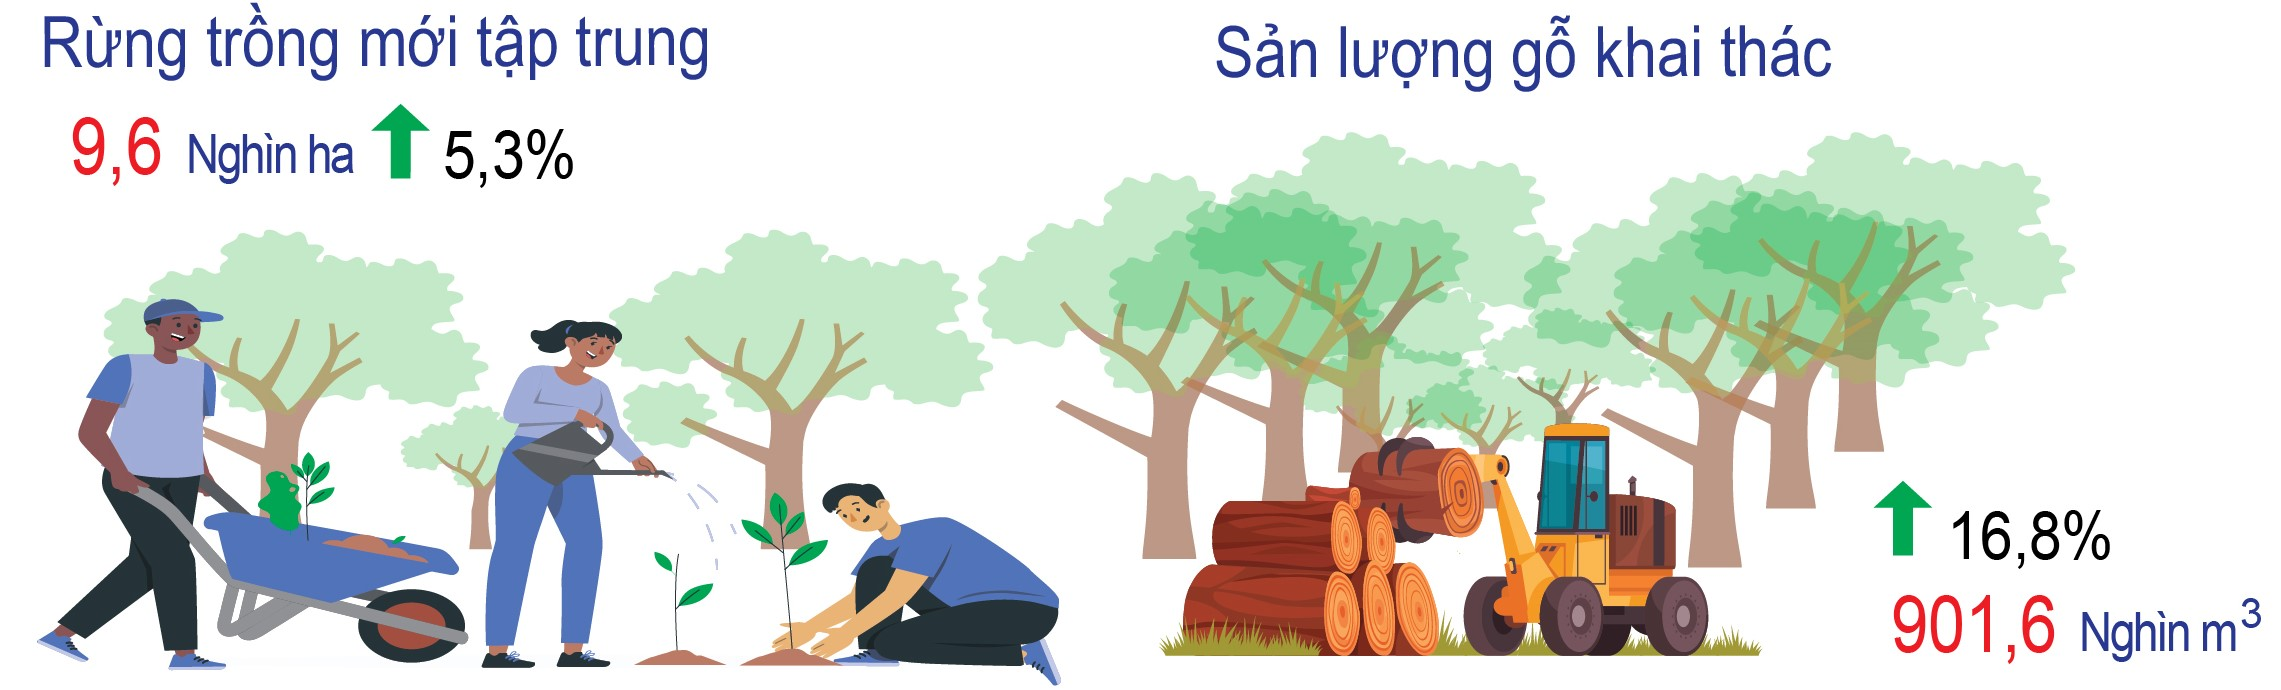 Rừng trồng mới tập trung
9,6 Nghìn ha 5,3%
Sản lượng gỗ khai thác
16,8%
901,6 Nghìn m³